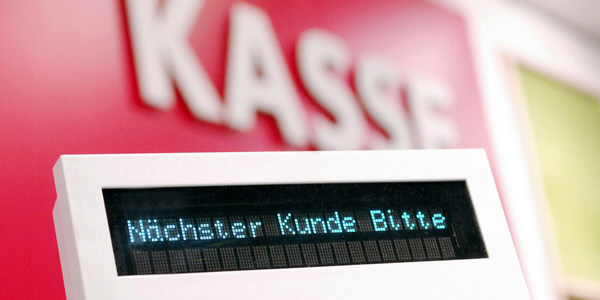 KASSE
Nächster Kunde Bitte